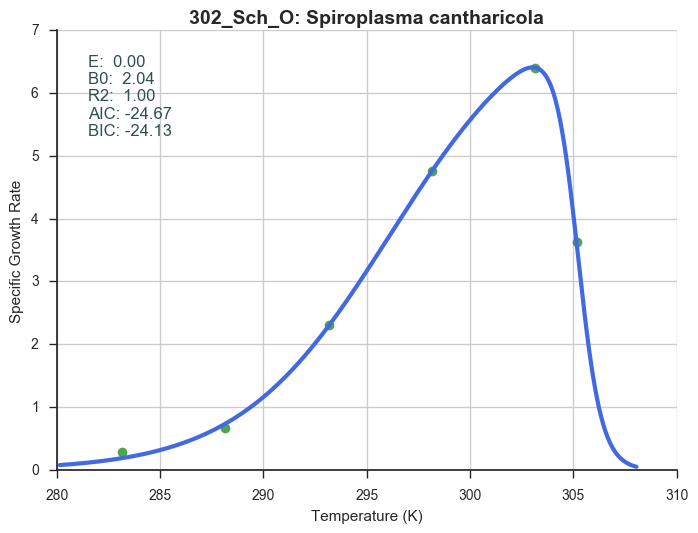 302_Sch_O: Spiroplasma cantharicola
E:  0.00
B0:  2.04
R2:  1.00
AIC: -24.67
BIC: -24.13
7
6
5
4
3
2
1
0
Specific Growth Rate
280 285 290 295 300 305 310
Temperature (K)